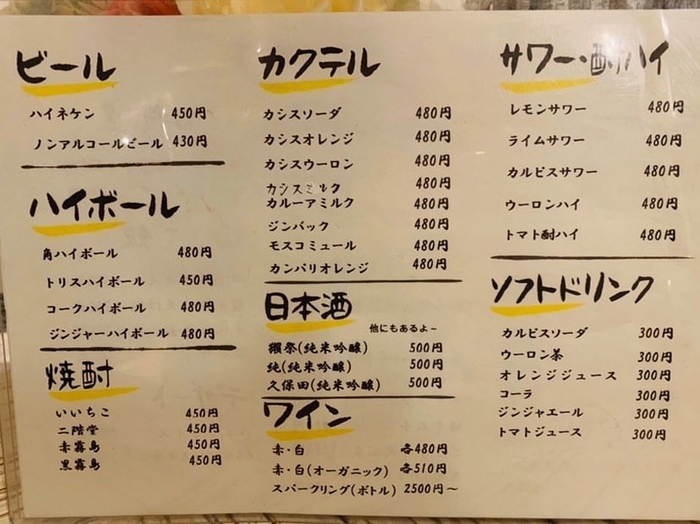 ビール
ハイネケン 450円
ノンアルコールビール 430円
ハイボール
角ハイボール 480円
トリスハイボール 450円
コークハイボール 480円
ジンジャーハイボール 480円
焼酎
いいちこ 450円
二階堂 450円
赤霧島 450円
黒霧島 450円
カクテル
カシスソーダ 480円
カシスオレンジ 480円
カシスウーロン 480円
カシスミルク 480円
カルーアミルク 480円
ジンバック 480円
モスコミュール 480円
カンパリオレンジ 480円
日本酒
他にもあるよ~
獺祭(純米吟醸) 500円
純(純米吟醸) 500円
久保田(純米吟醸) 500円
ワイン
赤・白 各480円
赤・白(オーガニック) 各510円
スパークリング(ボトル) 2500円~
サワー・酎ハイ
レモンサワー 480円
ライムサワー 480円
カルピスサワー 480円
ウーロンハイ 480円
トマト酎ハイ 480円
ソフトドリンク
カルピスソーダ 300円
ウーロン茶 300円
オレンジジュース 300円
コーラ 300円
ジンジャエール 300円
トマトジュース 300円